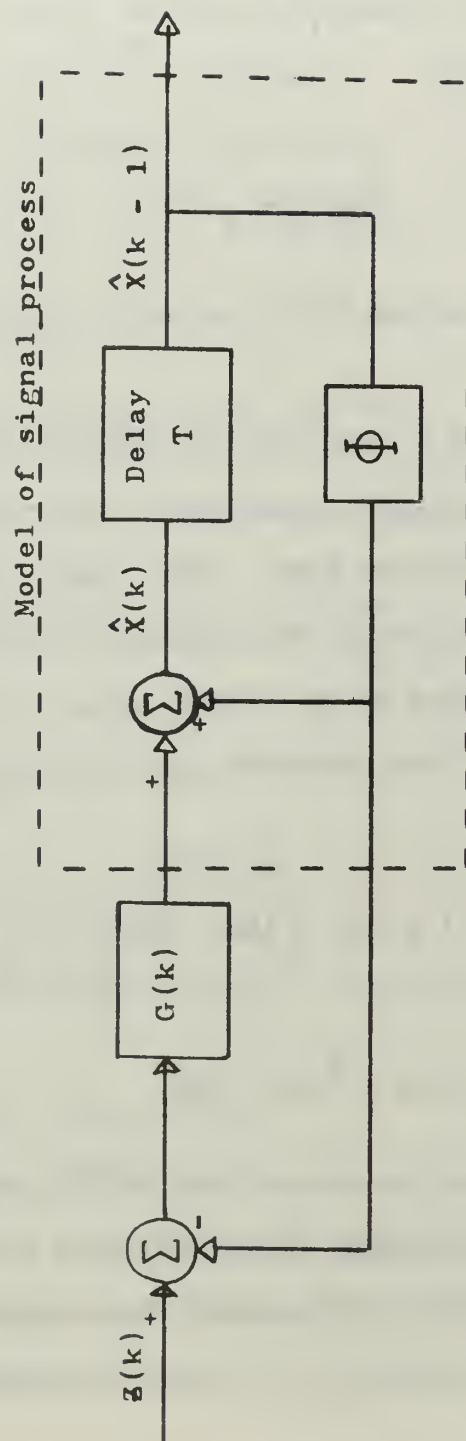 Model of signal process
Z(k)
+
Σ
-
G(k)
+
Σ
+
X̂(k)
Delay
T
X̂(k - 1)
Φ